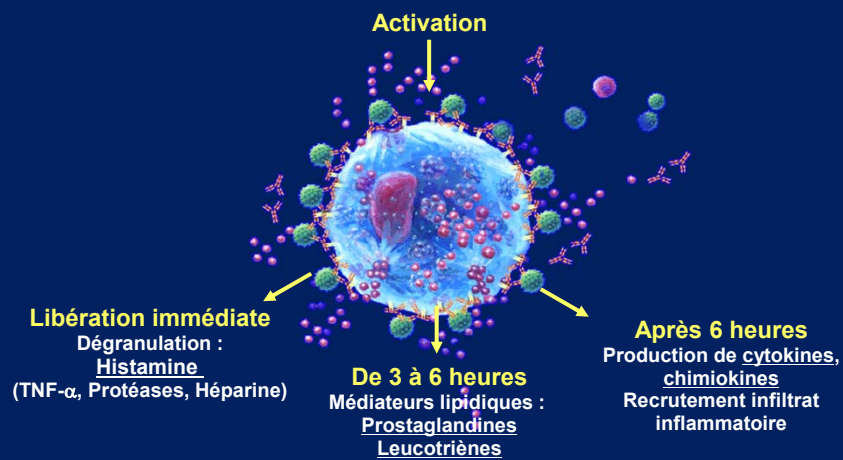 Activation
Libération immédiate
Dégranulation :
Histamine
(TNF-α, Protéases, Héparine)
De 3 à 6 heures
Médiateurs lipidiques :
Prostaglandines
Leucotriènes
Après 6 heures
Production de cytokines,
chimiokines
Recrutement infiltrat
inflammatoire